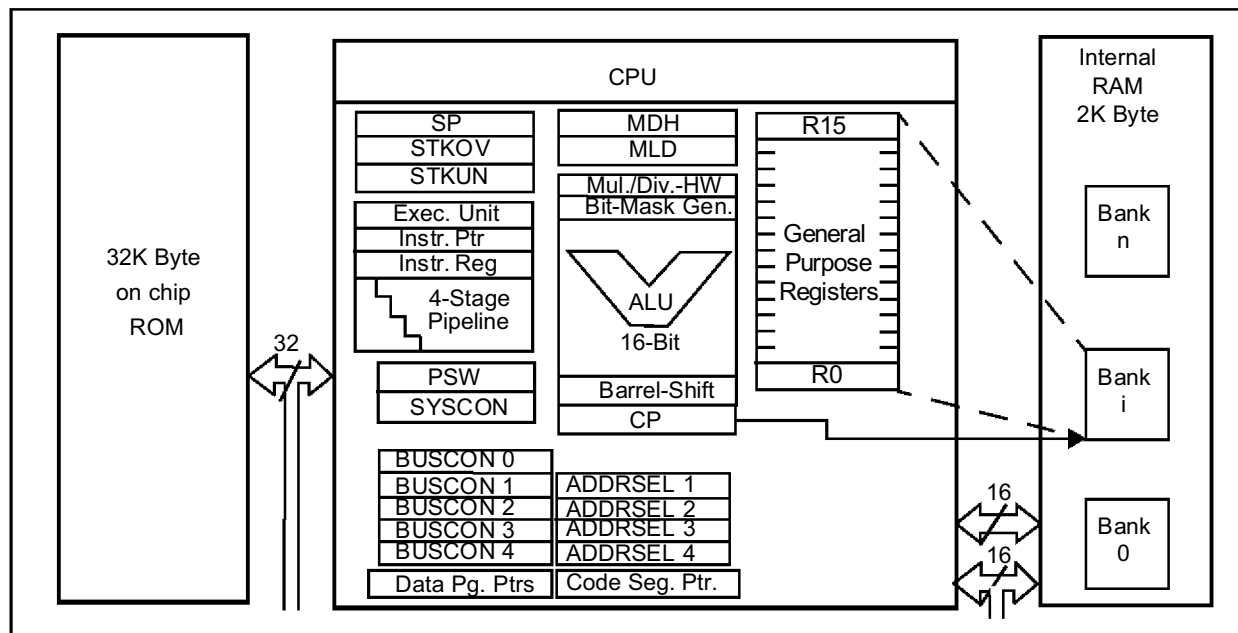 CPU
32K Byte
on chip
ROM
32
SP
STKOV
STKUN
Exec. Unit
Instr. Ptr
Instr. Reg
4-Stage
Pipeline
PSW
SYSCON
BUSCON 0
BUSCON 1
BUSCON 2
BUSCON 3
BUSCON 4
Data Pg. Ptrs
MDH
MLD
Mul./Div.-HW
Bit-Mask Gen.
ALU
16-Bit
Barrel-Shift
CP
ADDRSEL 1
ADDRSEL 2
ADDRSEL 3
ADDRSEL 4
Code Seg. Ptr.
R15
General
Purpose
Registers
R0
16
16
Internal
RAM
2K Byte
Bank
n
Bank
i
Bank
0